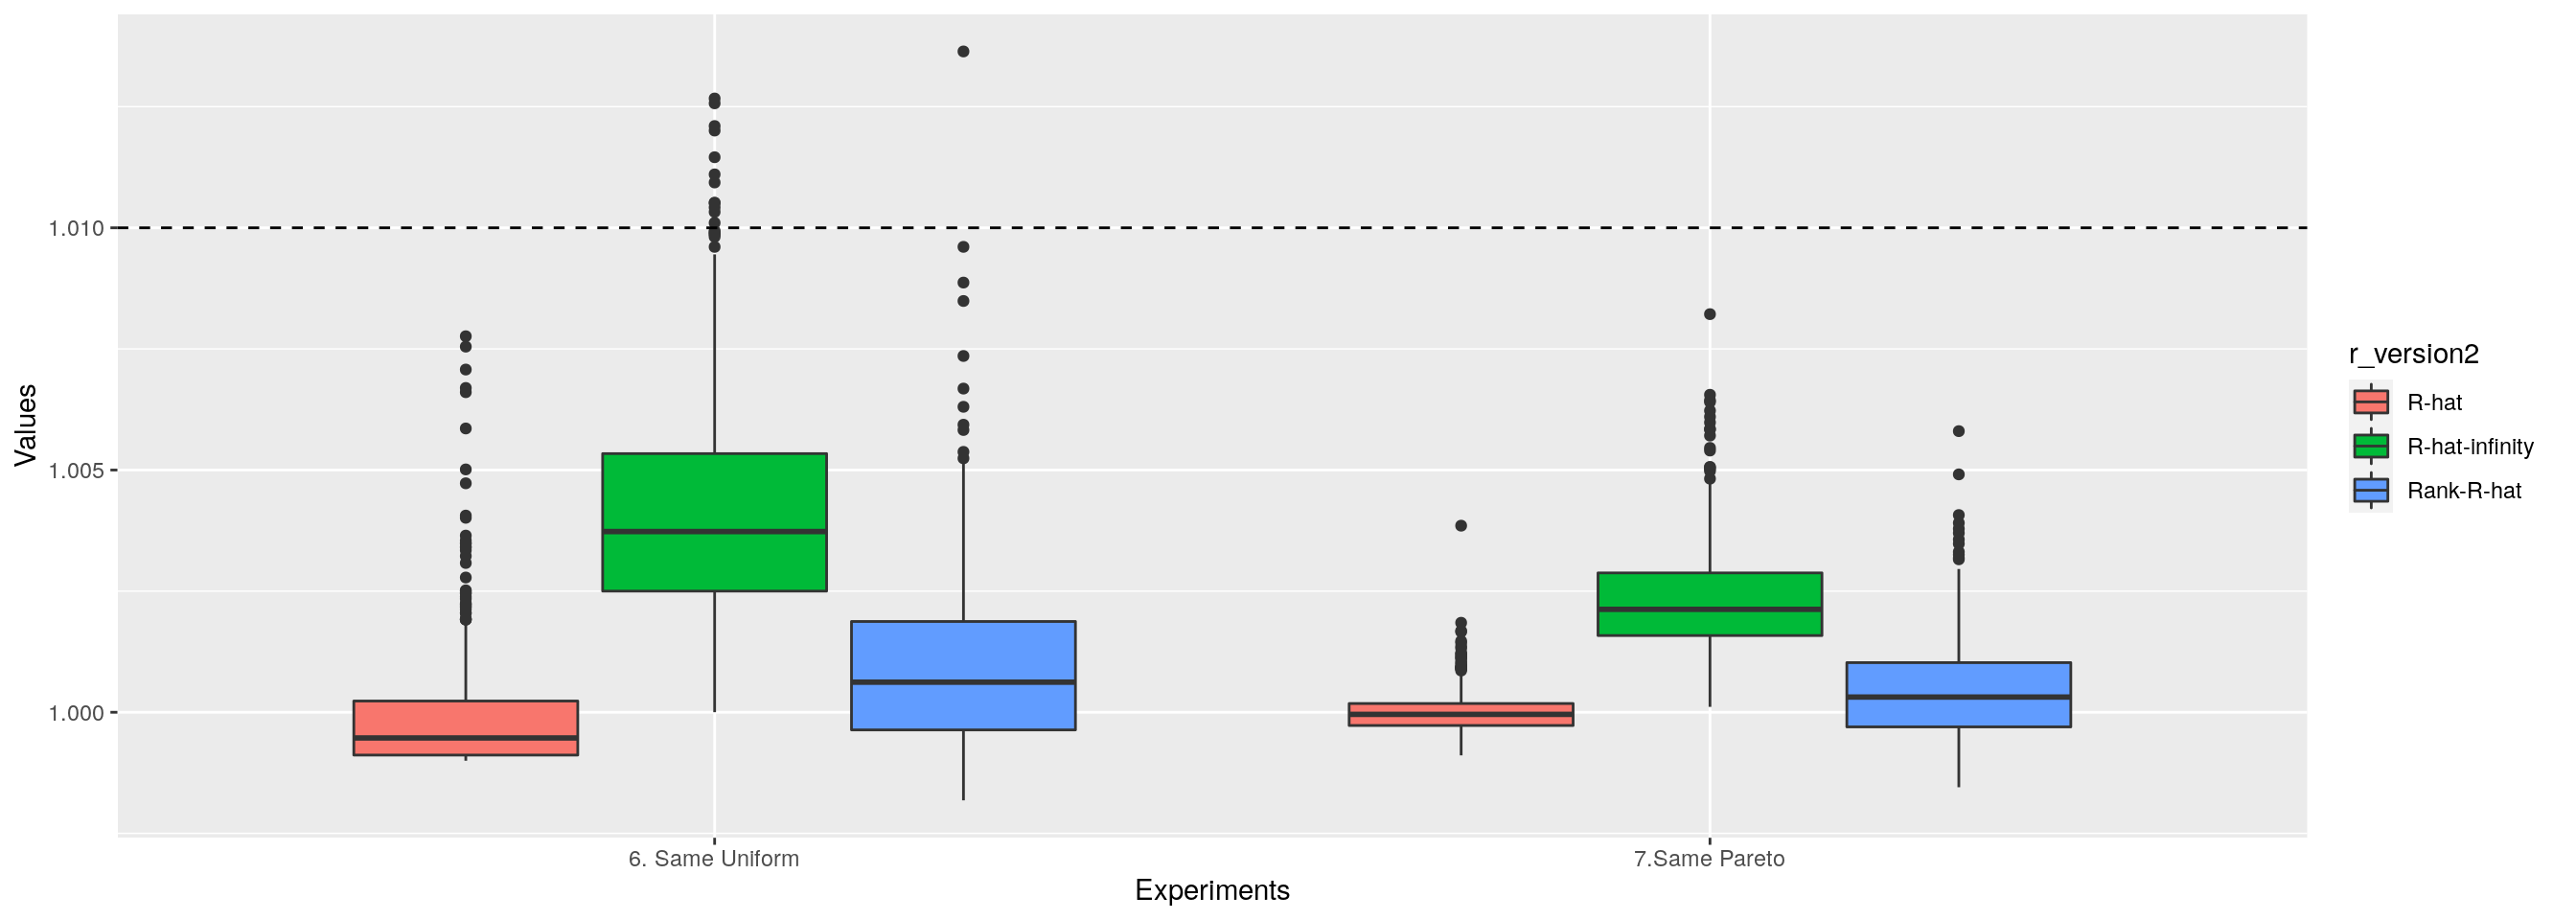 Values
1.010
1.005
1.000
6. Same Uniform
7.Same Pareto
Experiments
r_version2
R-hat
R-hat-infinity
Rank-R-hat